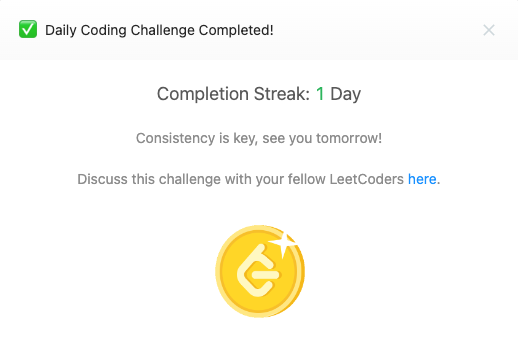 ✅ Daily Coding Challenge Completed!
Completion Streak: 1 Day
Consistency is key, see you tomorrow!
Discuss this challenge with your fellow LeetCoders here.